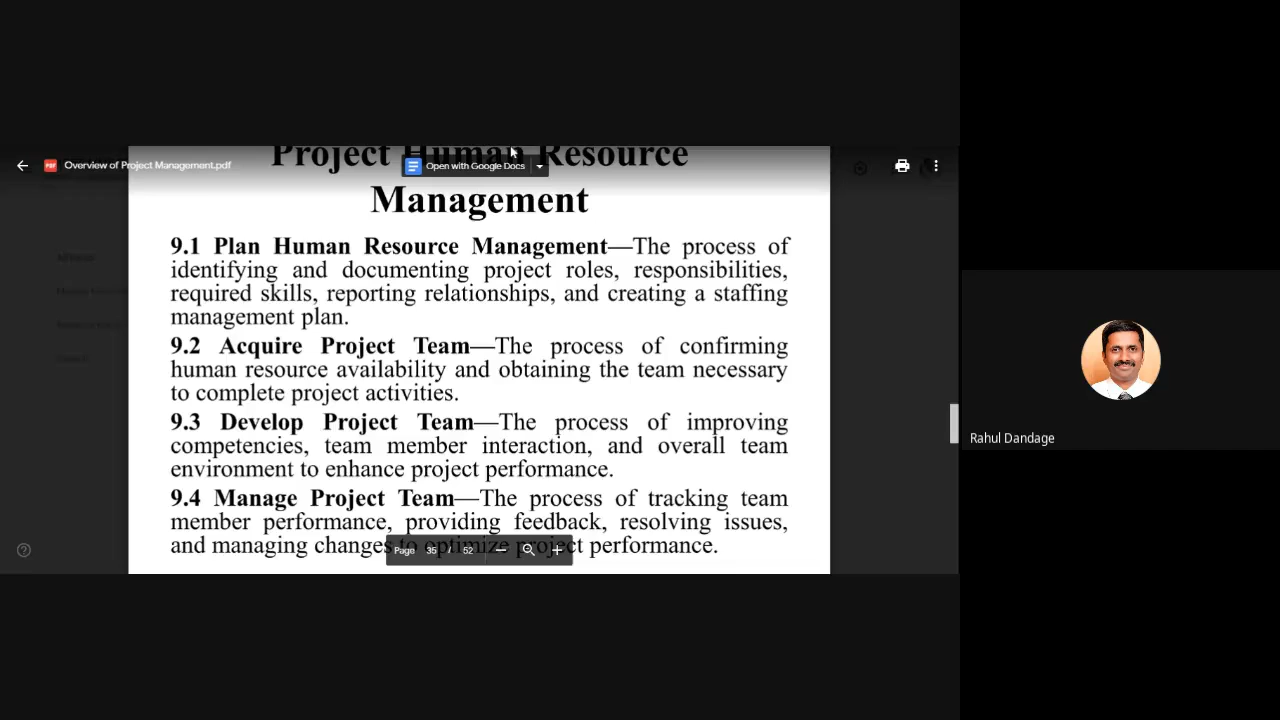 Project Human Resource
Overview of Project Management.pdf
Open with Google Docs
Management
9.1 Plan Human Resource Management—The process of
identifying and documenting project roles, responsibilities,
required skills, reporting relationships, and creating a staffing
management plan.
9.2 Acquire Project Team—The process of confirming
human resource availability and obtaining the team necessary
to complete project activities.
9.3 Develop Project Team—The process of improving
competencies, team member interaction, and overall team
environment to enhance project performance.
9.4 Manage Project Team—The process of tracking team
member performance, providing feedback, resolving issues,
and managing changes to optimize project performance.
Page 35 / 52
Rahul Dandage